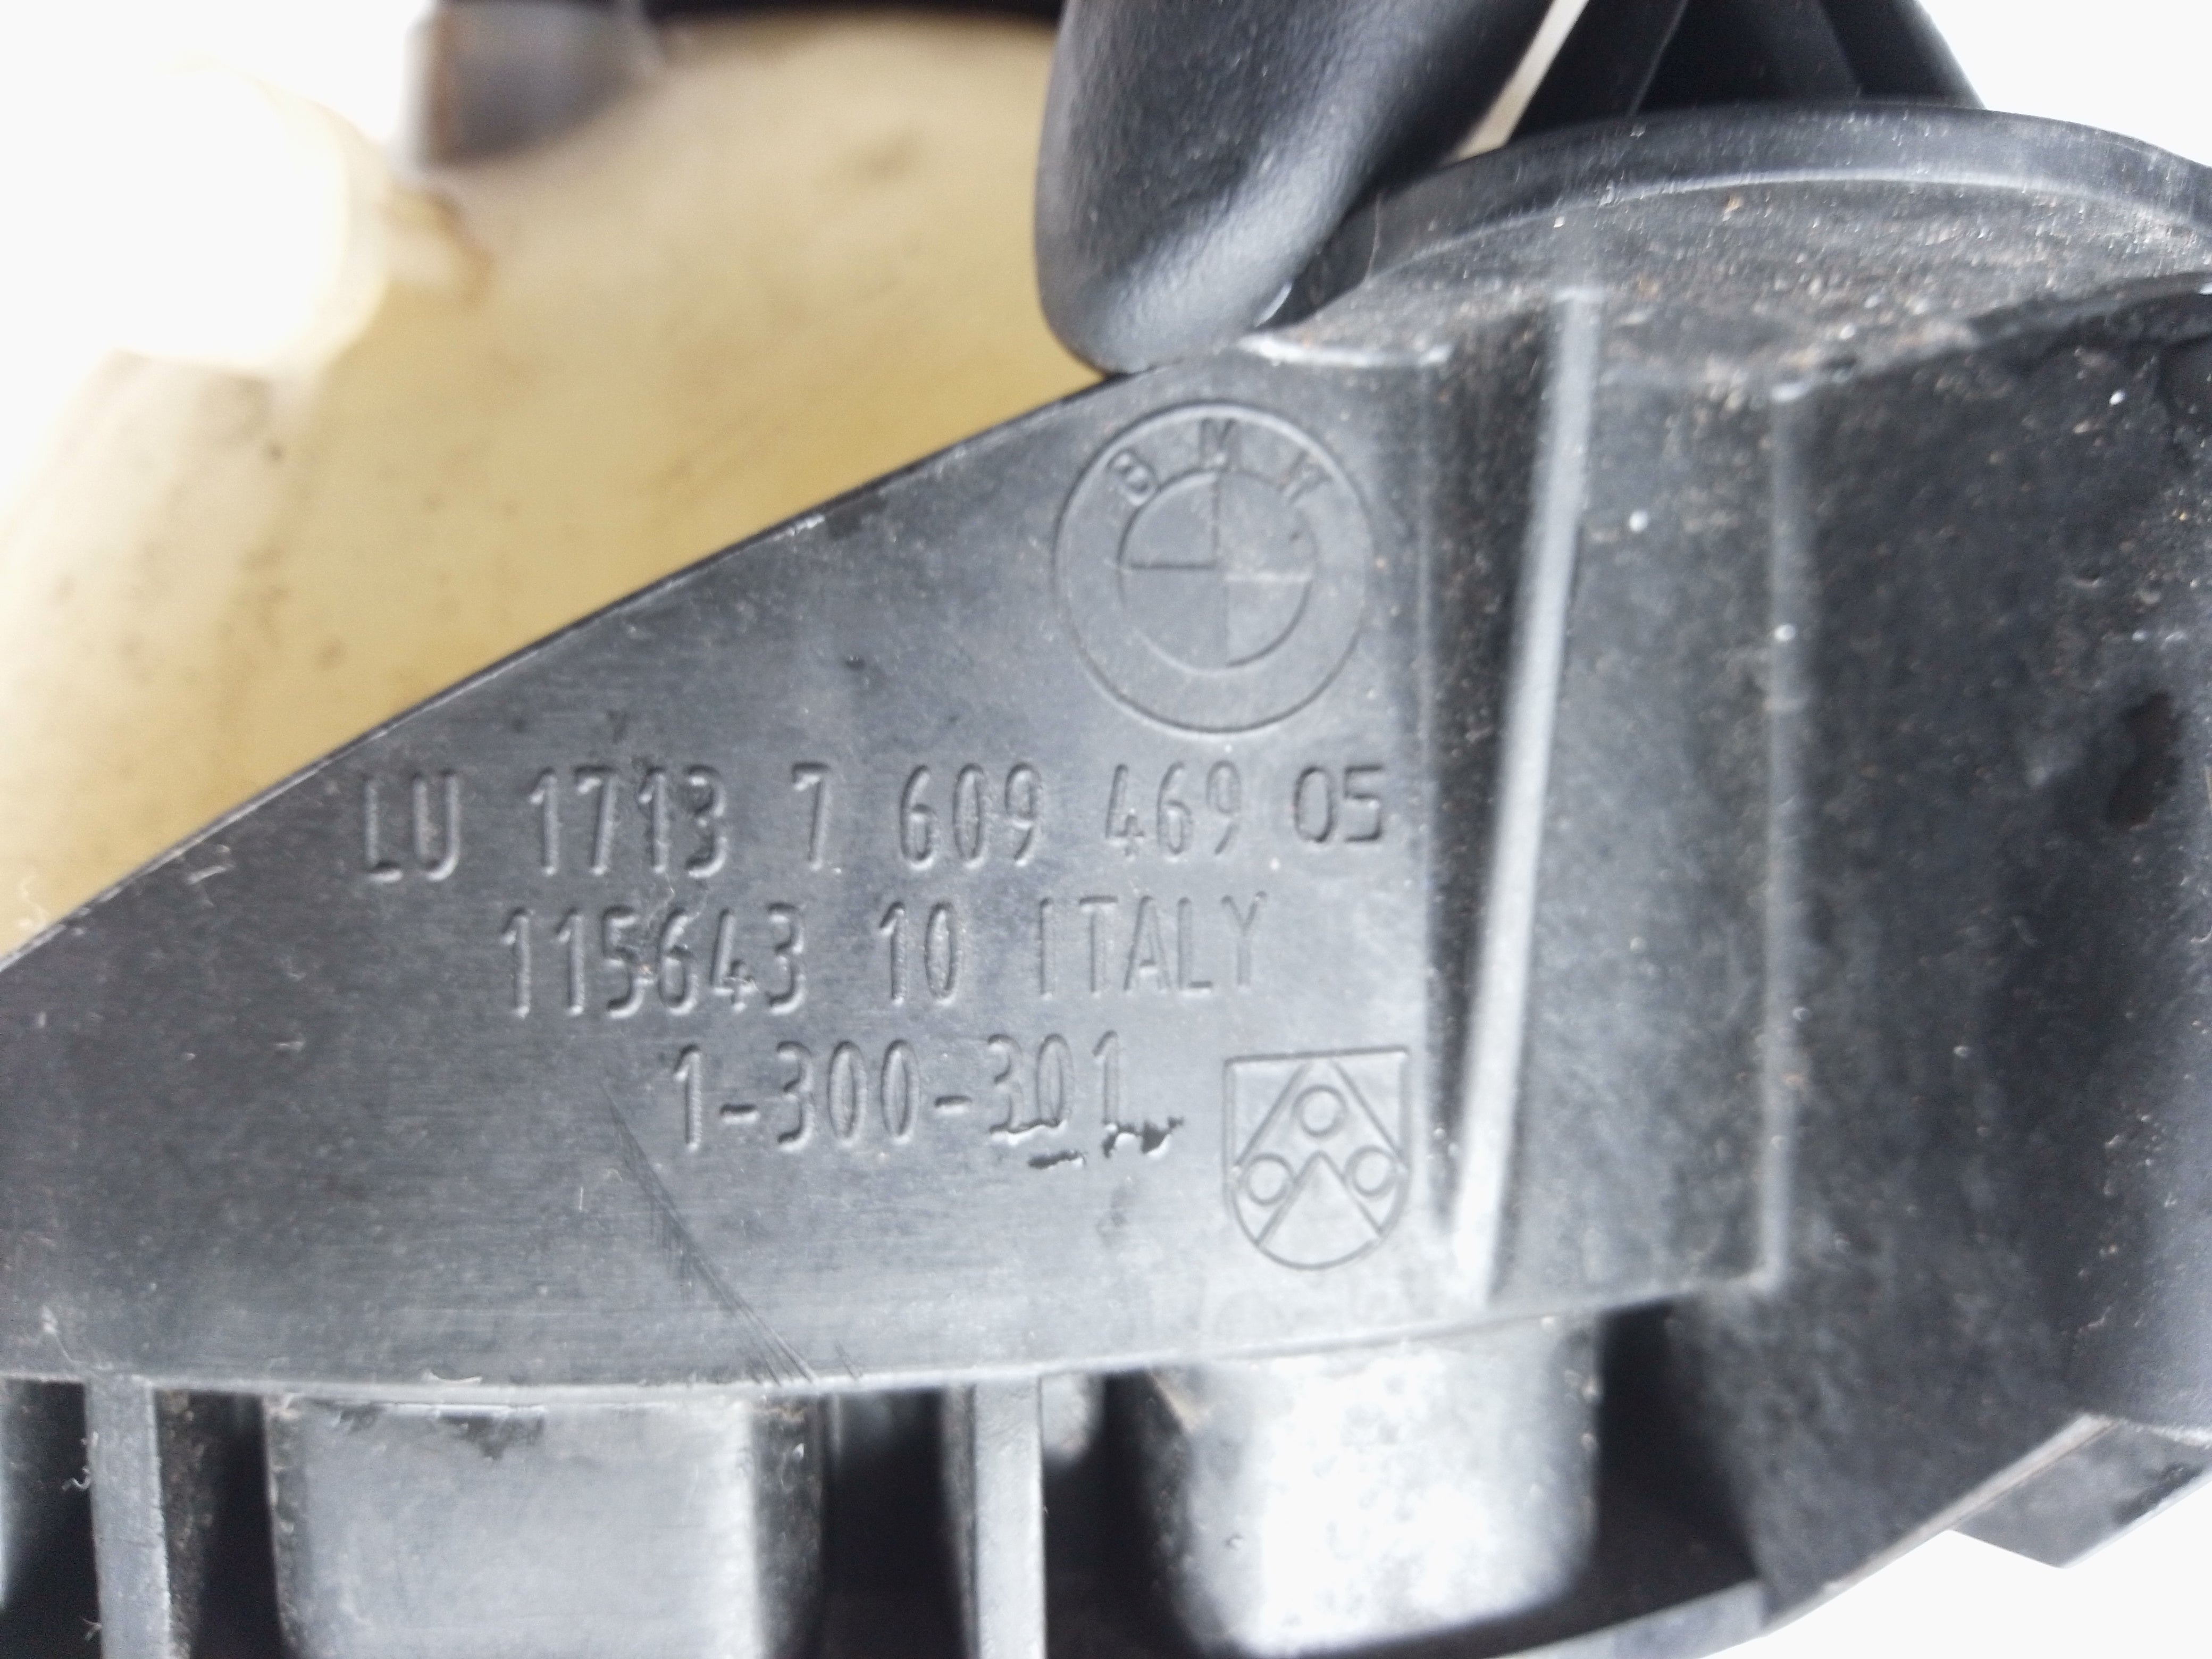 BMW
LU 1713 7 609 469 05
115643 10 ITALY
1-300-301